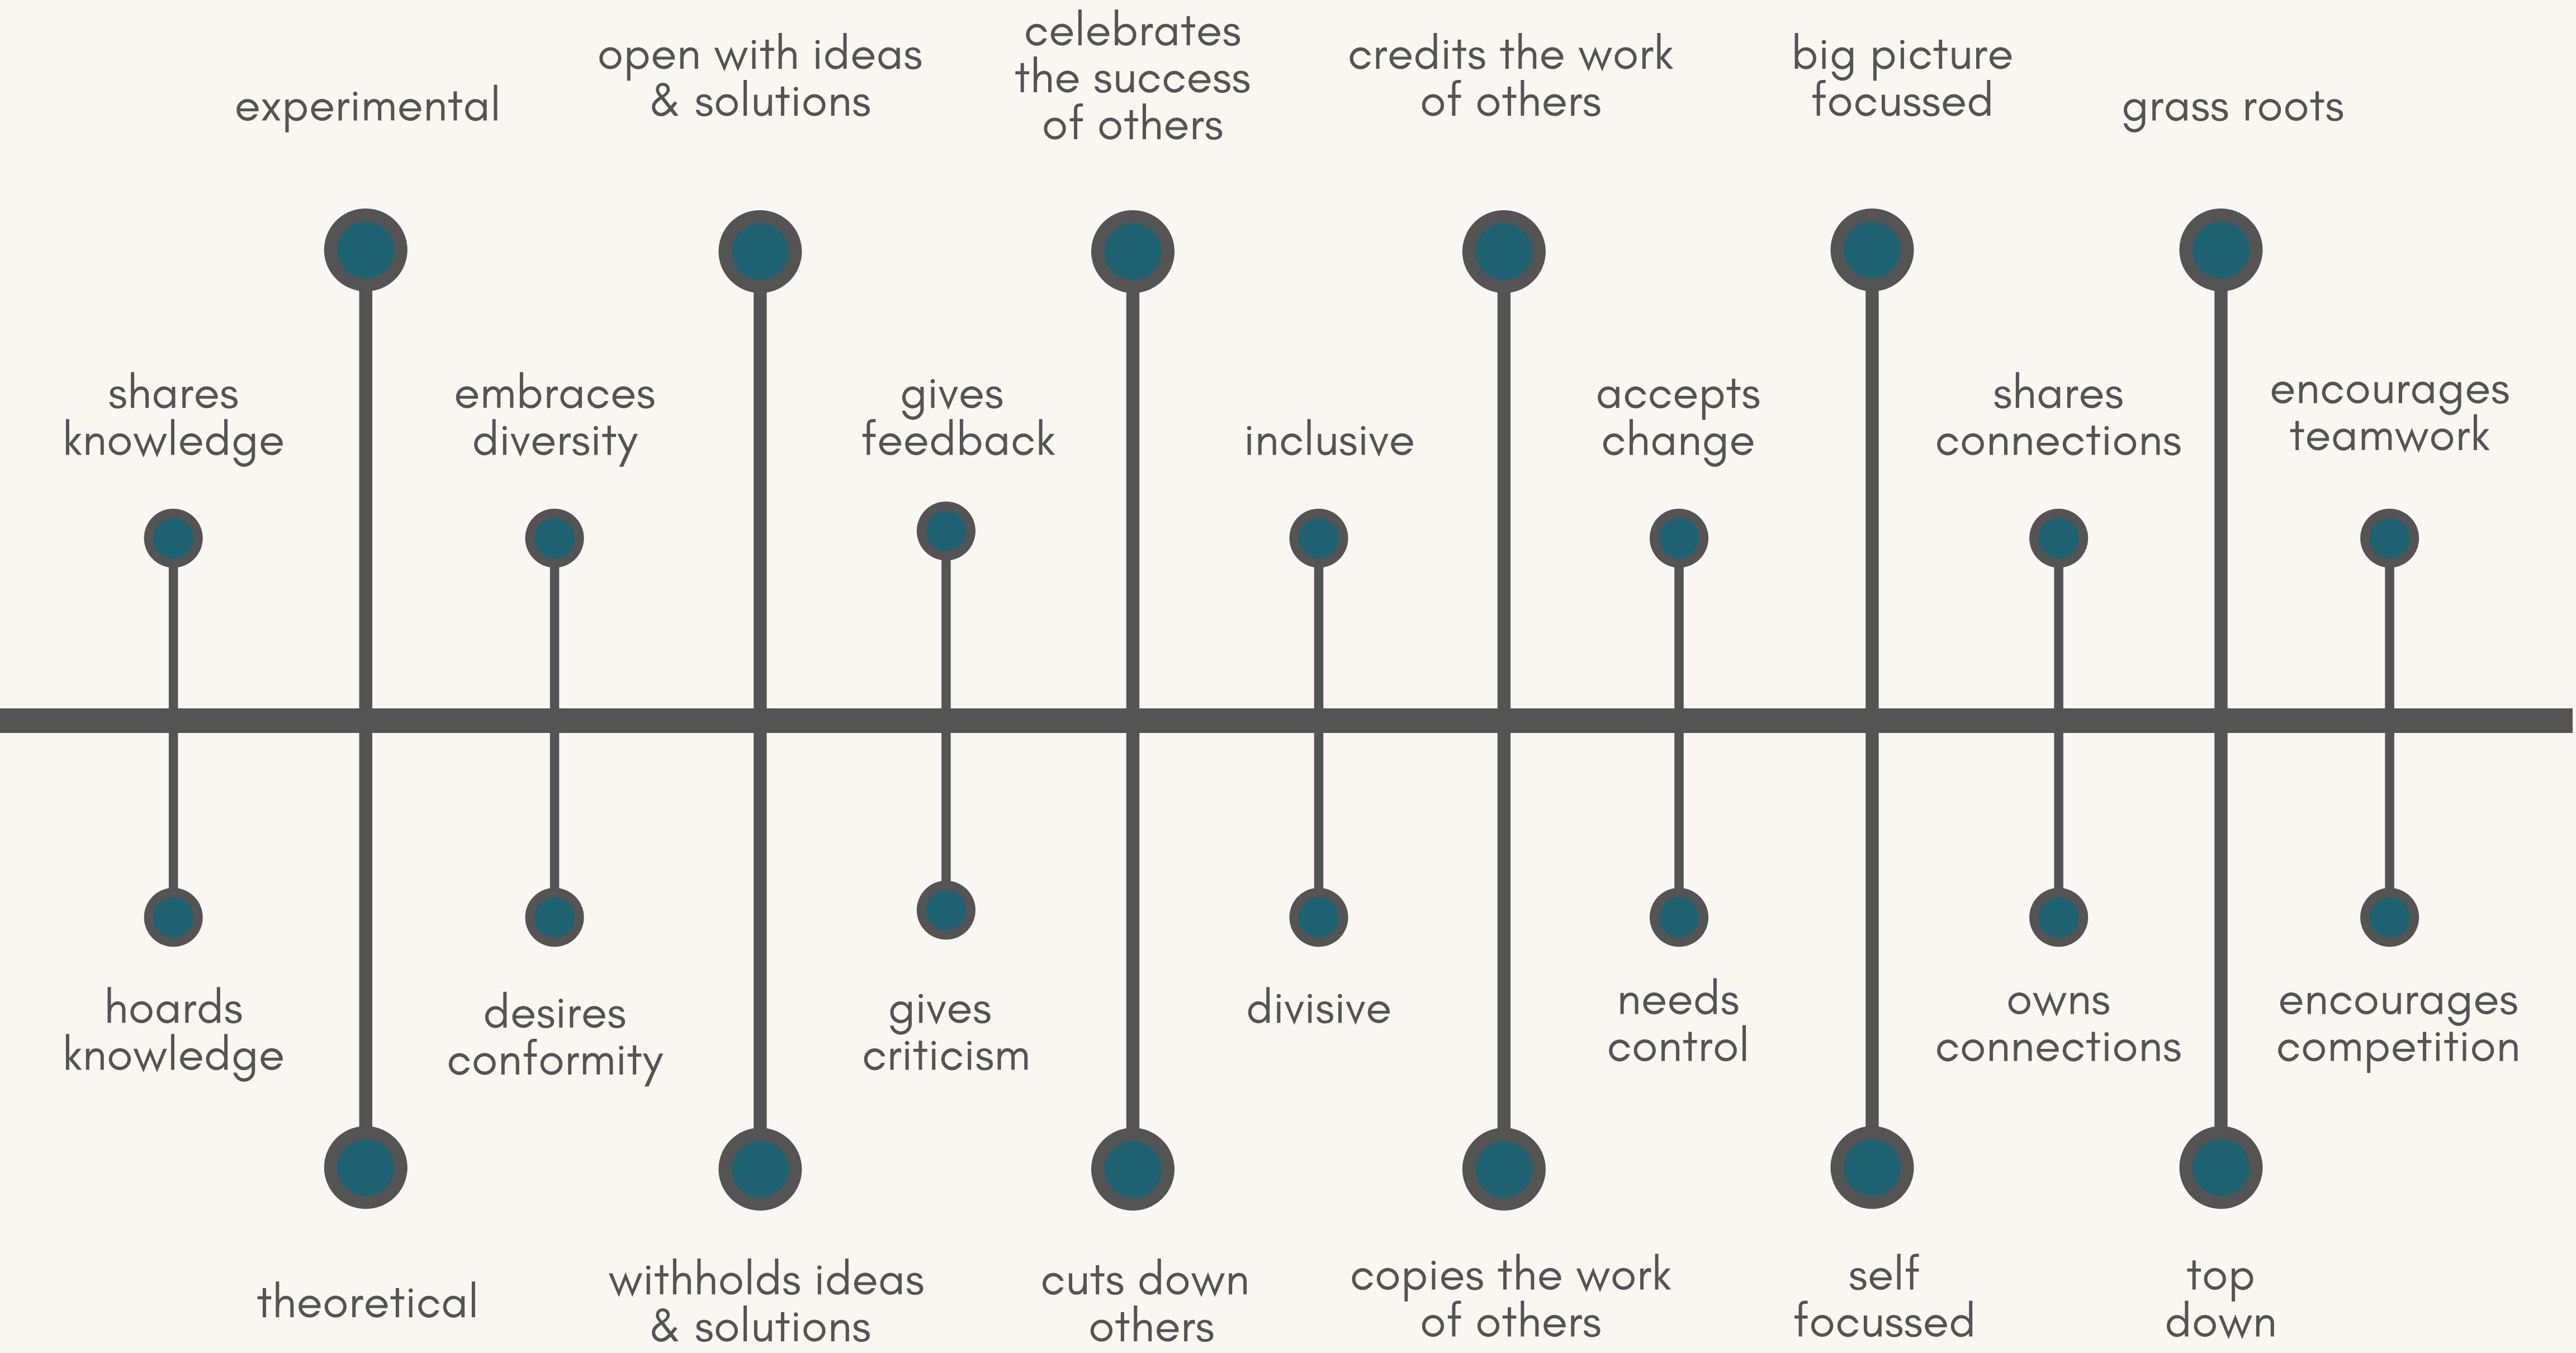 experimental
open with ideas
& solutions
celebrates
the success
of others
credits the work
of others
big picture
focussed
grass roots
shares
knowledge
embraces
diversity
gives
feedback
inclusive
accepts
change
shares
connections
encourages
teamwork
hoards
knowledge
desires
conformity
gives
criticism
divisive
needs
control
owns
connections
encourages
competition
theoretical
withholds ideas
& solutions
cuts down
others
copies the work
of others
self
focussed
top
down